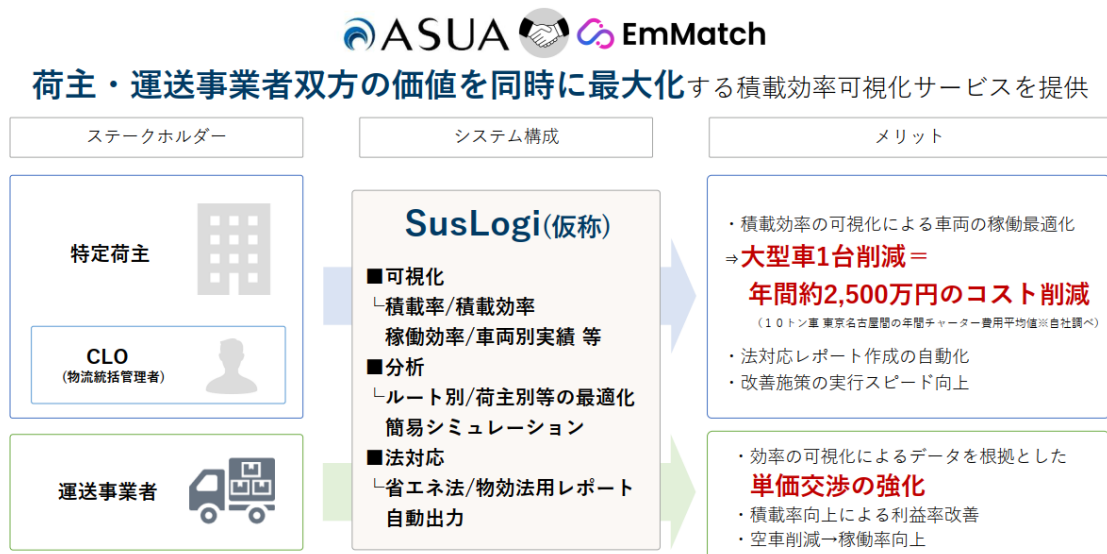 ASUA EmMatch
荷主・運送事業者双方の価値を同時に最大化する積載効率可視化サービスを提供
ステークホルダー
システム構成
メリット
特定荷主
CLO
(物流統括管理者)
運送事業者
SusLogi(仮称)
■可視化
└積載率/積載効率
稼働効率/車両別実績 等
■分析
└ルート別/荷主別等の最適化
簡易シミュレーション
■法対応
└省エネ法/物効法用レポート
自動出力
・積載効率の可視化による車両の稼働最適化
⇒大型車1台削減＝
年間約2,500万円のコスト削減
（１０トン車 東京名古屋間の年間チャーター費用平均値※自社調べ）
・法対応レポート作成の自動化
・改善施策の実行スピード向上
・効率の可視化によるデータを根拠とした
単価交渉の強化
・積載率向上による利益率改善
・空車削減→稼働率向上